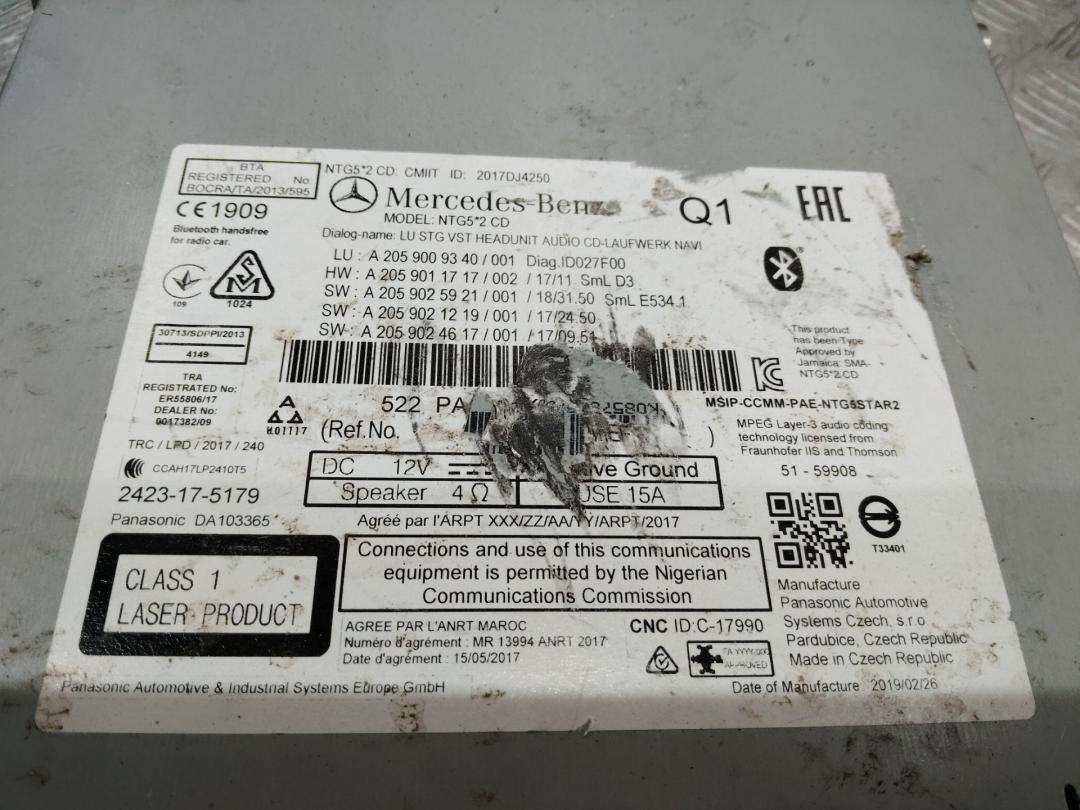 BTA
REGISTERED No:
BOCRA/TA/2013/595
NTG5*2 CD: CMIIT ID: 2017DJ4250
Mercedes-Benz
MODEL: NTG5*2 CD
Q1
EAC
CE1909
Bluetooth handsfree
for radio car.
Dialog-name: LU STG VST HEADUNIT AUDIO CD-LAUFWERK NAVI
LU : A 205 900 93 40 / 001 Diag.ID027F00
HW : A 205 901 17 17 / 002 / 17/11 SmL D3
SW : A 205 902 59 21 / 001 / 18/31.50 SmL E534.1
SW : A 205 902 12 19 / 001 / 17/24.50
SW : A 205 902 46 17 / 001 / 17/09.51
109
1024
30713/SDPPI/2013
4149
TRA
REGISTRATED No:
ER55806/17
DEALER No:
0017382/09
This product
has been Type
Approved by
Jamaica: SMA-
NTG5*2 CD
522 PA
H.01117
(Ref.No. )
MSIP-CCMM-PAE-NTG5STAR2
MPEG Layer-3 audio coding
technology licensed from
Fraunhofer IIS and Thomson
TRC / LPD / 2017 / 240
CCAH17LP2410T5
2423-17-5179
Panasonic DA103365
DC 12V
Ground
Speaker 4 Ω
15A
51 - 59908
T33401
Agréé par l'ARPT XXX/ZZ/AA/YY/ARPT/2017
CLASS 1
LASER PRODUCT
Connections and use of this communications
equipment is permitted by the Nigerian
Communications Commission
Manufacture
Panasonic Automotive
Systems Czech, s.r.o.
Pardubice, Czech Republic
Made in Czech Republic
AGREE PAR L'ANRT MAROC
Numéro d'agrément : MR 13994 ANRT 2017
Date d'agrément : 15/05/2017
CNC ID:C-17990
APPROVED
Panasonic Automotive & Industrial Systems Europe GmbH
Date of Manufacture 2019/02/26